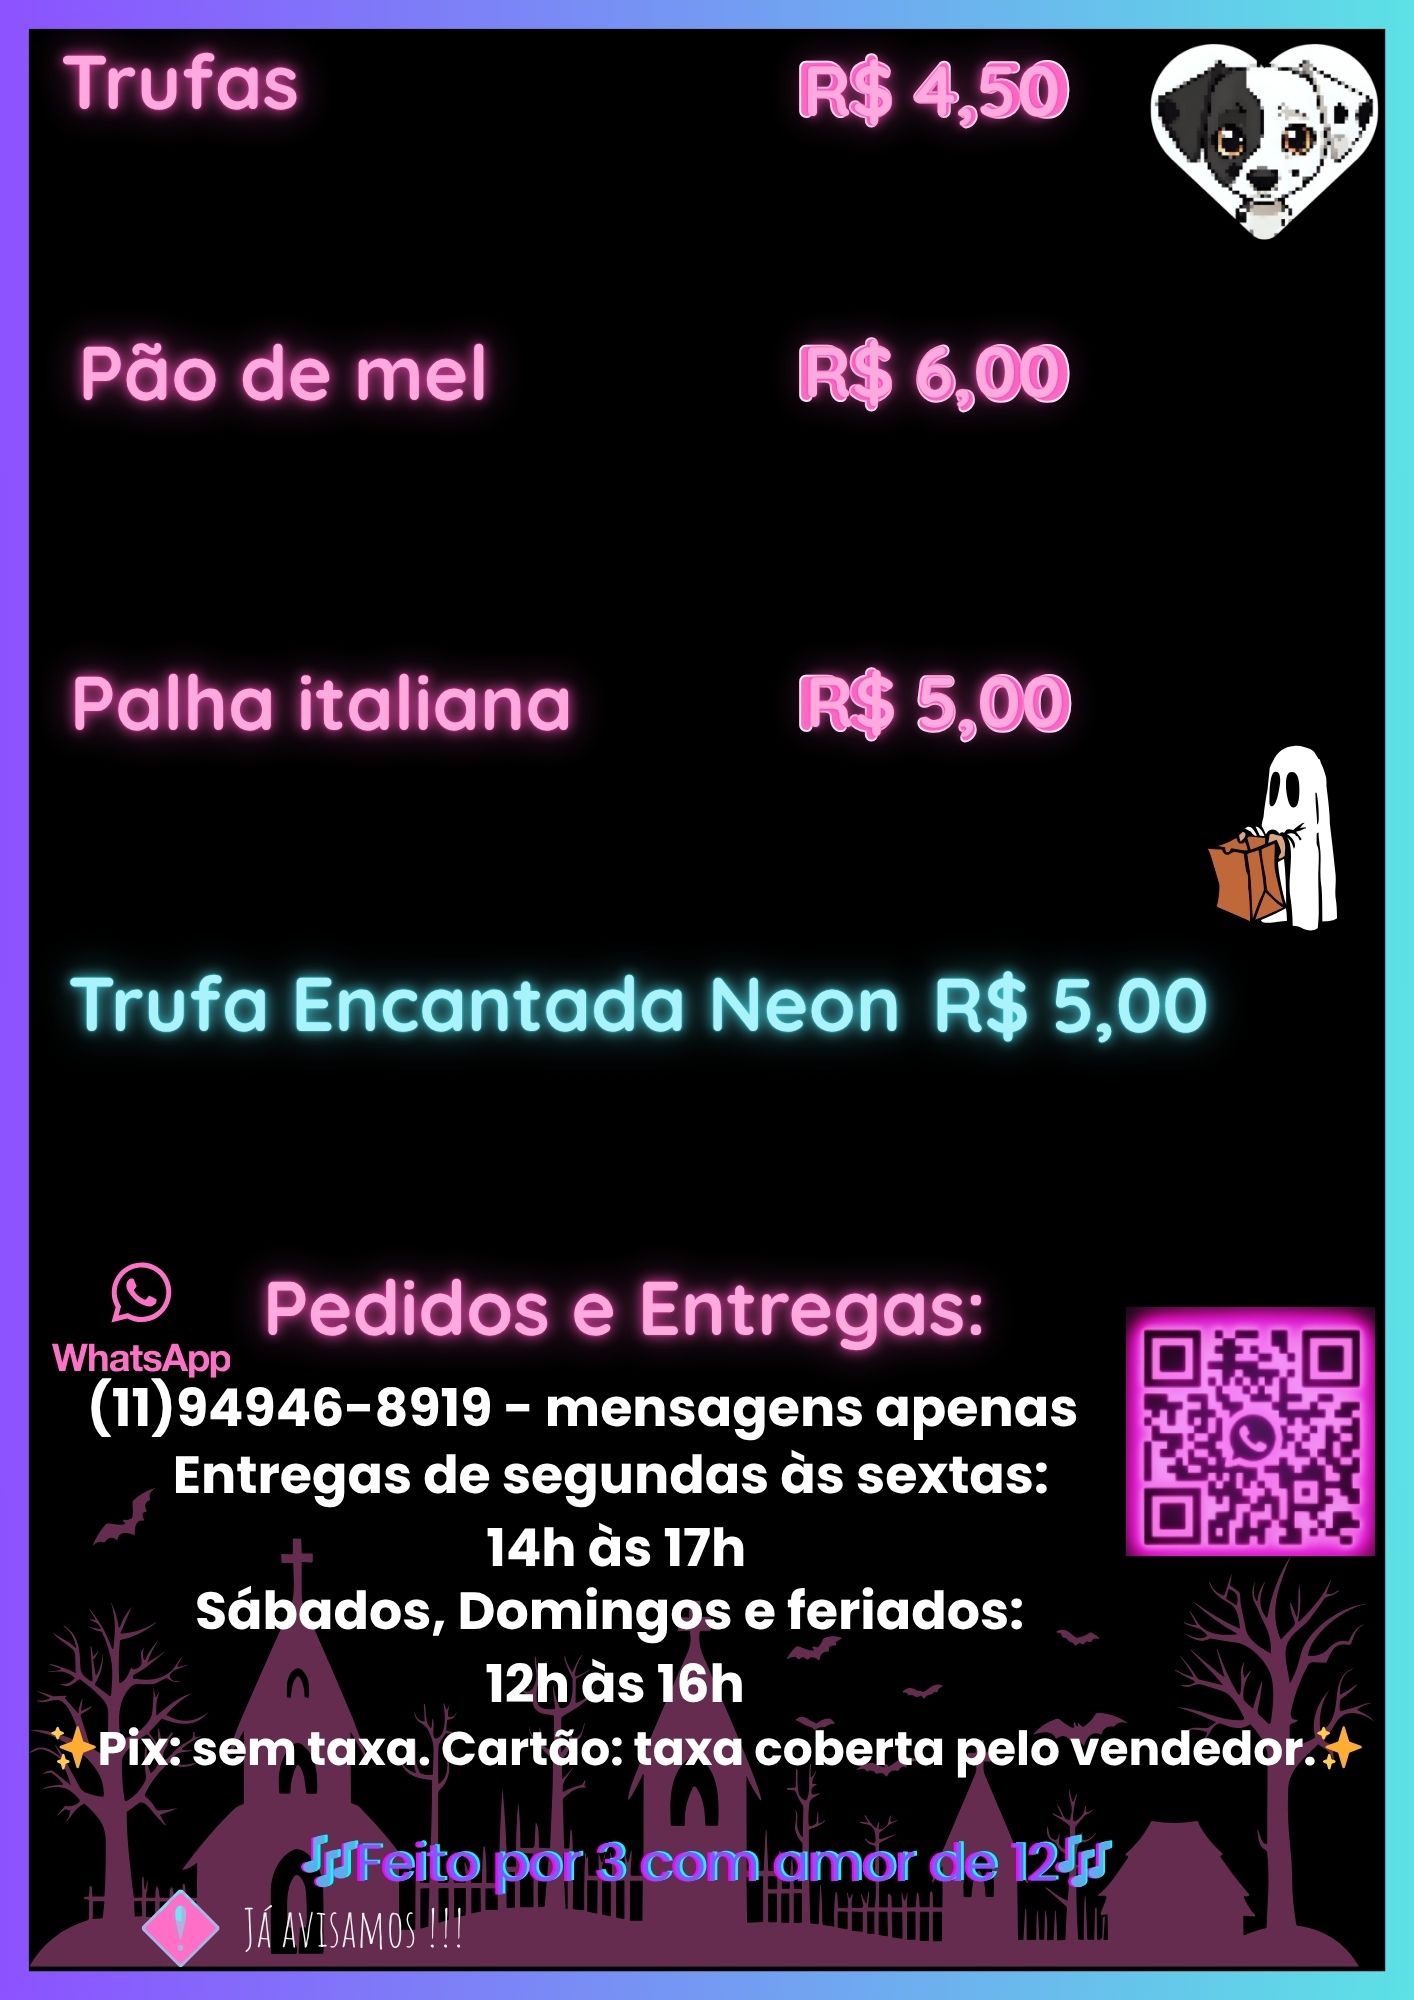 Trufas R$ 4,50
Pão de mel R$ 6,00
Palha italiana R$ 5,00
Trufa Encantada Neon R$ 5,00
Pedidos e Entregas:
WhatsApp
(11)94946-8919 - mensagens apenas
Entregas de segundas às sextas:
14h às 17h
Sábados, Domingos e feriados:
12h às 16h
✨Pix: sem taxa. Cartão: taxa coberta pelo vendedor.✨
🎶Feito por 3 com amor de 12🎶
! Já avisamos !!!